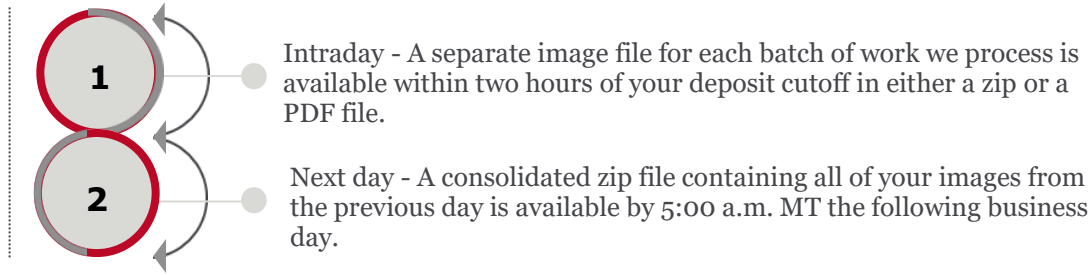 1
Intraday - A separate image file for each batch of work we process is
available within two hours of your deposit cutoff in either a zip or a
PDF file.
2
Next day - A consolidated zip file containing all of your images from
the previous day is available by 5:00 a.m. MT the following business
day.